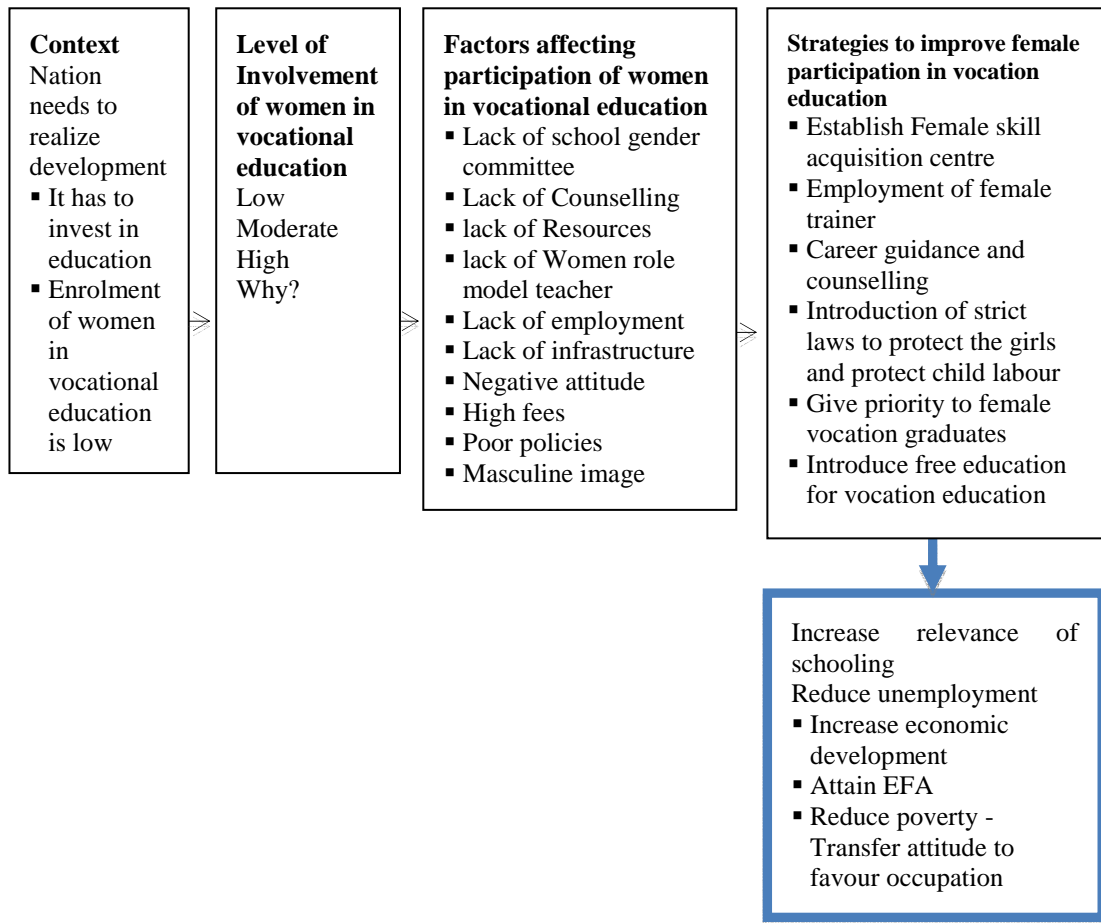 Context
Nation
needs to
realize
development
▪ It has to
invest in
education
▪ Enrolment
of women
in
vocational
education
is low
Level of
Involvement
of women in
vocational
education
Low
Moderate
High
Why?
Factors affecting
participation of women
in vocational education
▪ Lack of school gender
committee
▪ Lack of Counselling
▪ lack of Resources
▪ lack of Women role
model teacher
▪ Lack of employment
▪ Lack of infrastructure
▪ Negative attitude
▪ High fees
▪ Poor policies
▪ Masculine image
Strategies to improve female
participation in vocation
education
▪ Establish Female skill
acquisition centre
▪ Employment of female
trainer
▪ Career guidance and
counselling
▪ Introduction of strict
laws to protect the girls
and protect child labour
▪ Give priority to female
vocation graduates
▪ Introduce free education
for vocation education
Increase relevance of
schooling
Reduce unemployment
▪ Increase economic
development
▪ Attain EFA
▪ Reduce poverty -
Transfer attitude to
favour occupation